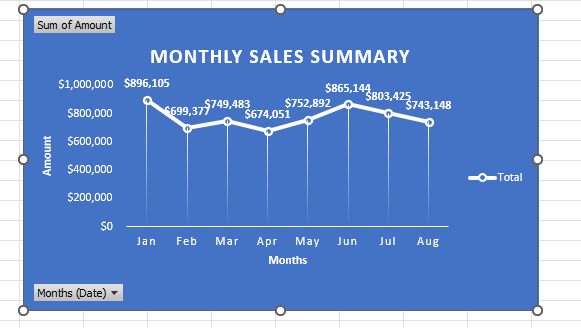 Sum of Amount
MONTHLY SALES SUMMARY
$1,000,000
$800,000
$600,000
$400,000
$200,000
$0
Amount
$896,105
$699,377
$749,483
$674,051
$752,892
$865,144
$803,425
$743,148
Total
Jan Feb Mar Apr May Jun Jul Aug
Months
Months (Date)